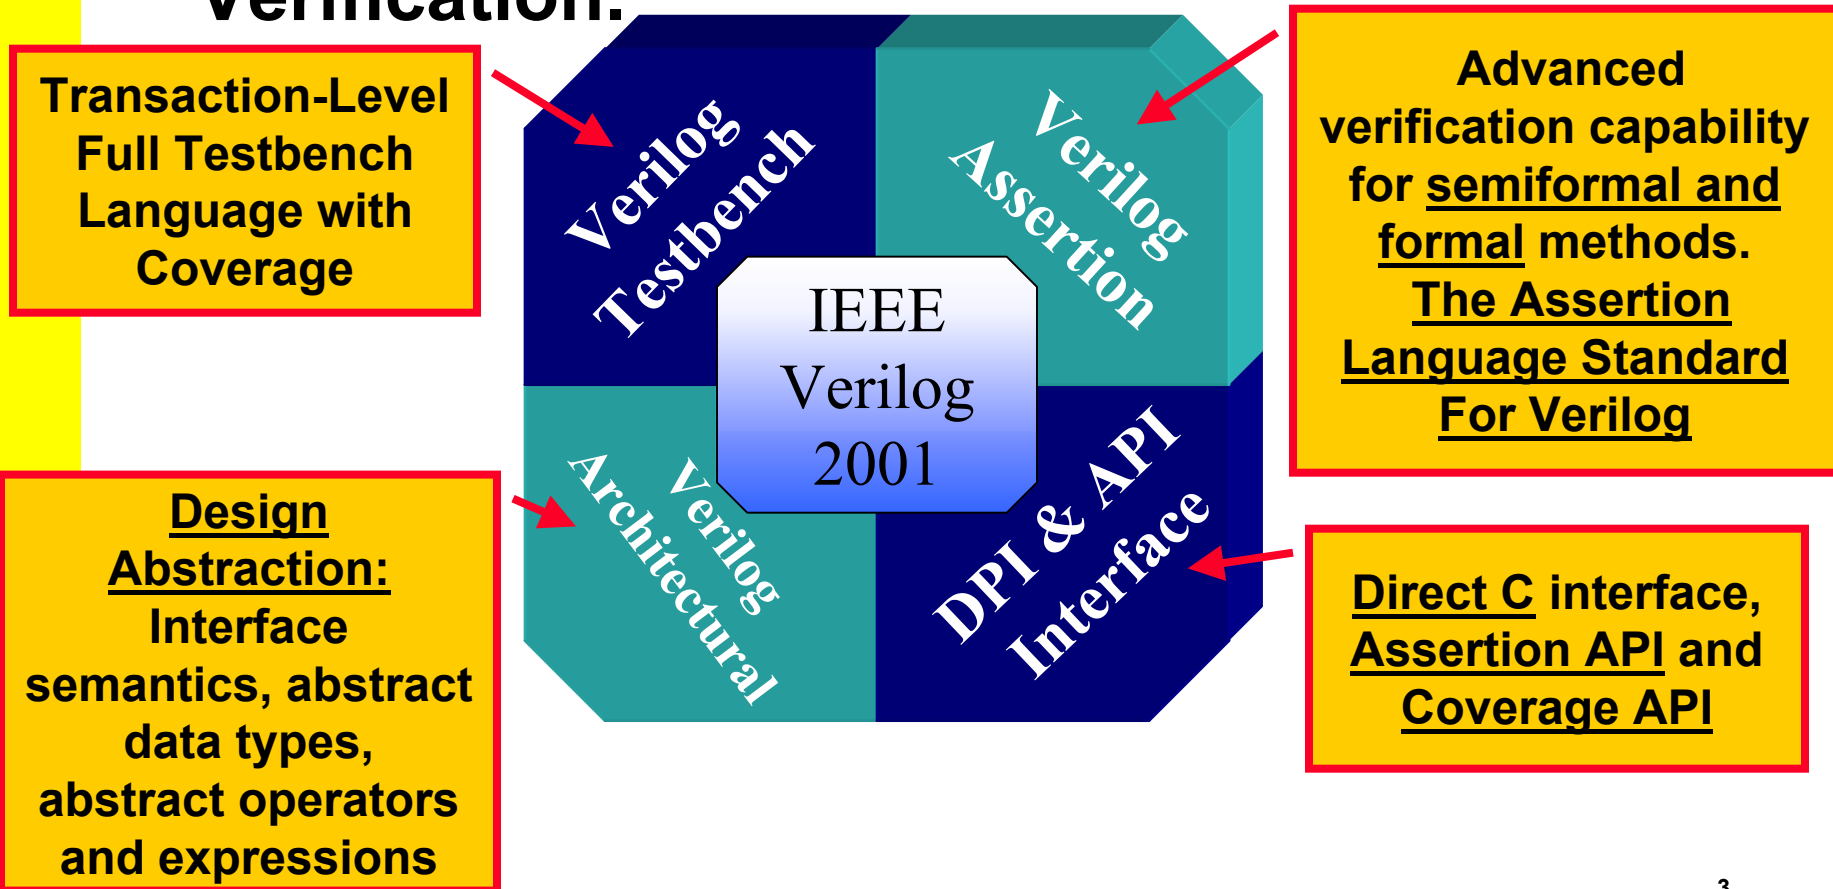 Verification.
Transaction-Level
Full Testbench
Language with
Coverage
Verilog
Testbench
Verilog
Assertion
Advanced
verification capability
for semiformal and
formal methods.
The Assertion
Language Standard
For Verilog
IEEE
Verilog
2001
Design
Abstraction:
Interface
semantics, abstract
data types,
abstract operators
and expressions
Verilog
Architectural
DPI & API
Interface
Direct C interface,
Assertion API and
Coverage API
3